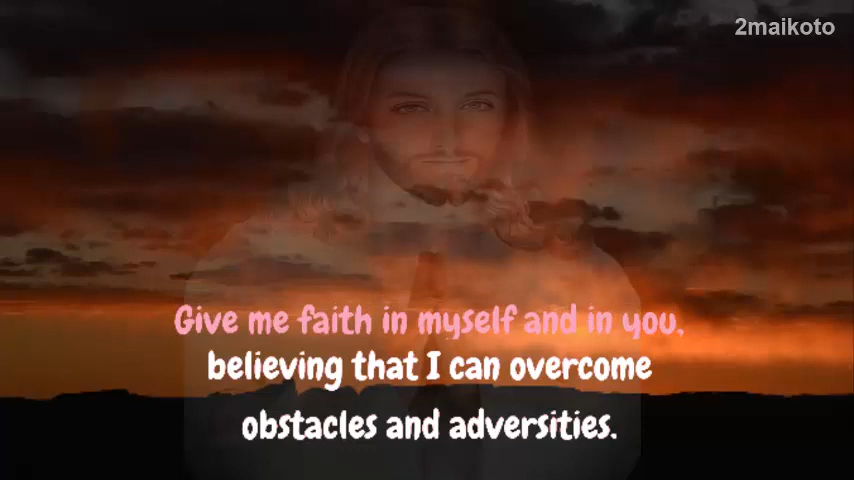 2maikoto
Give me faith in myself and in you,
believing that I can overcome
obstacles and adversities.